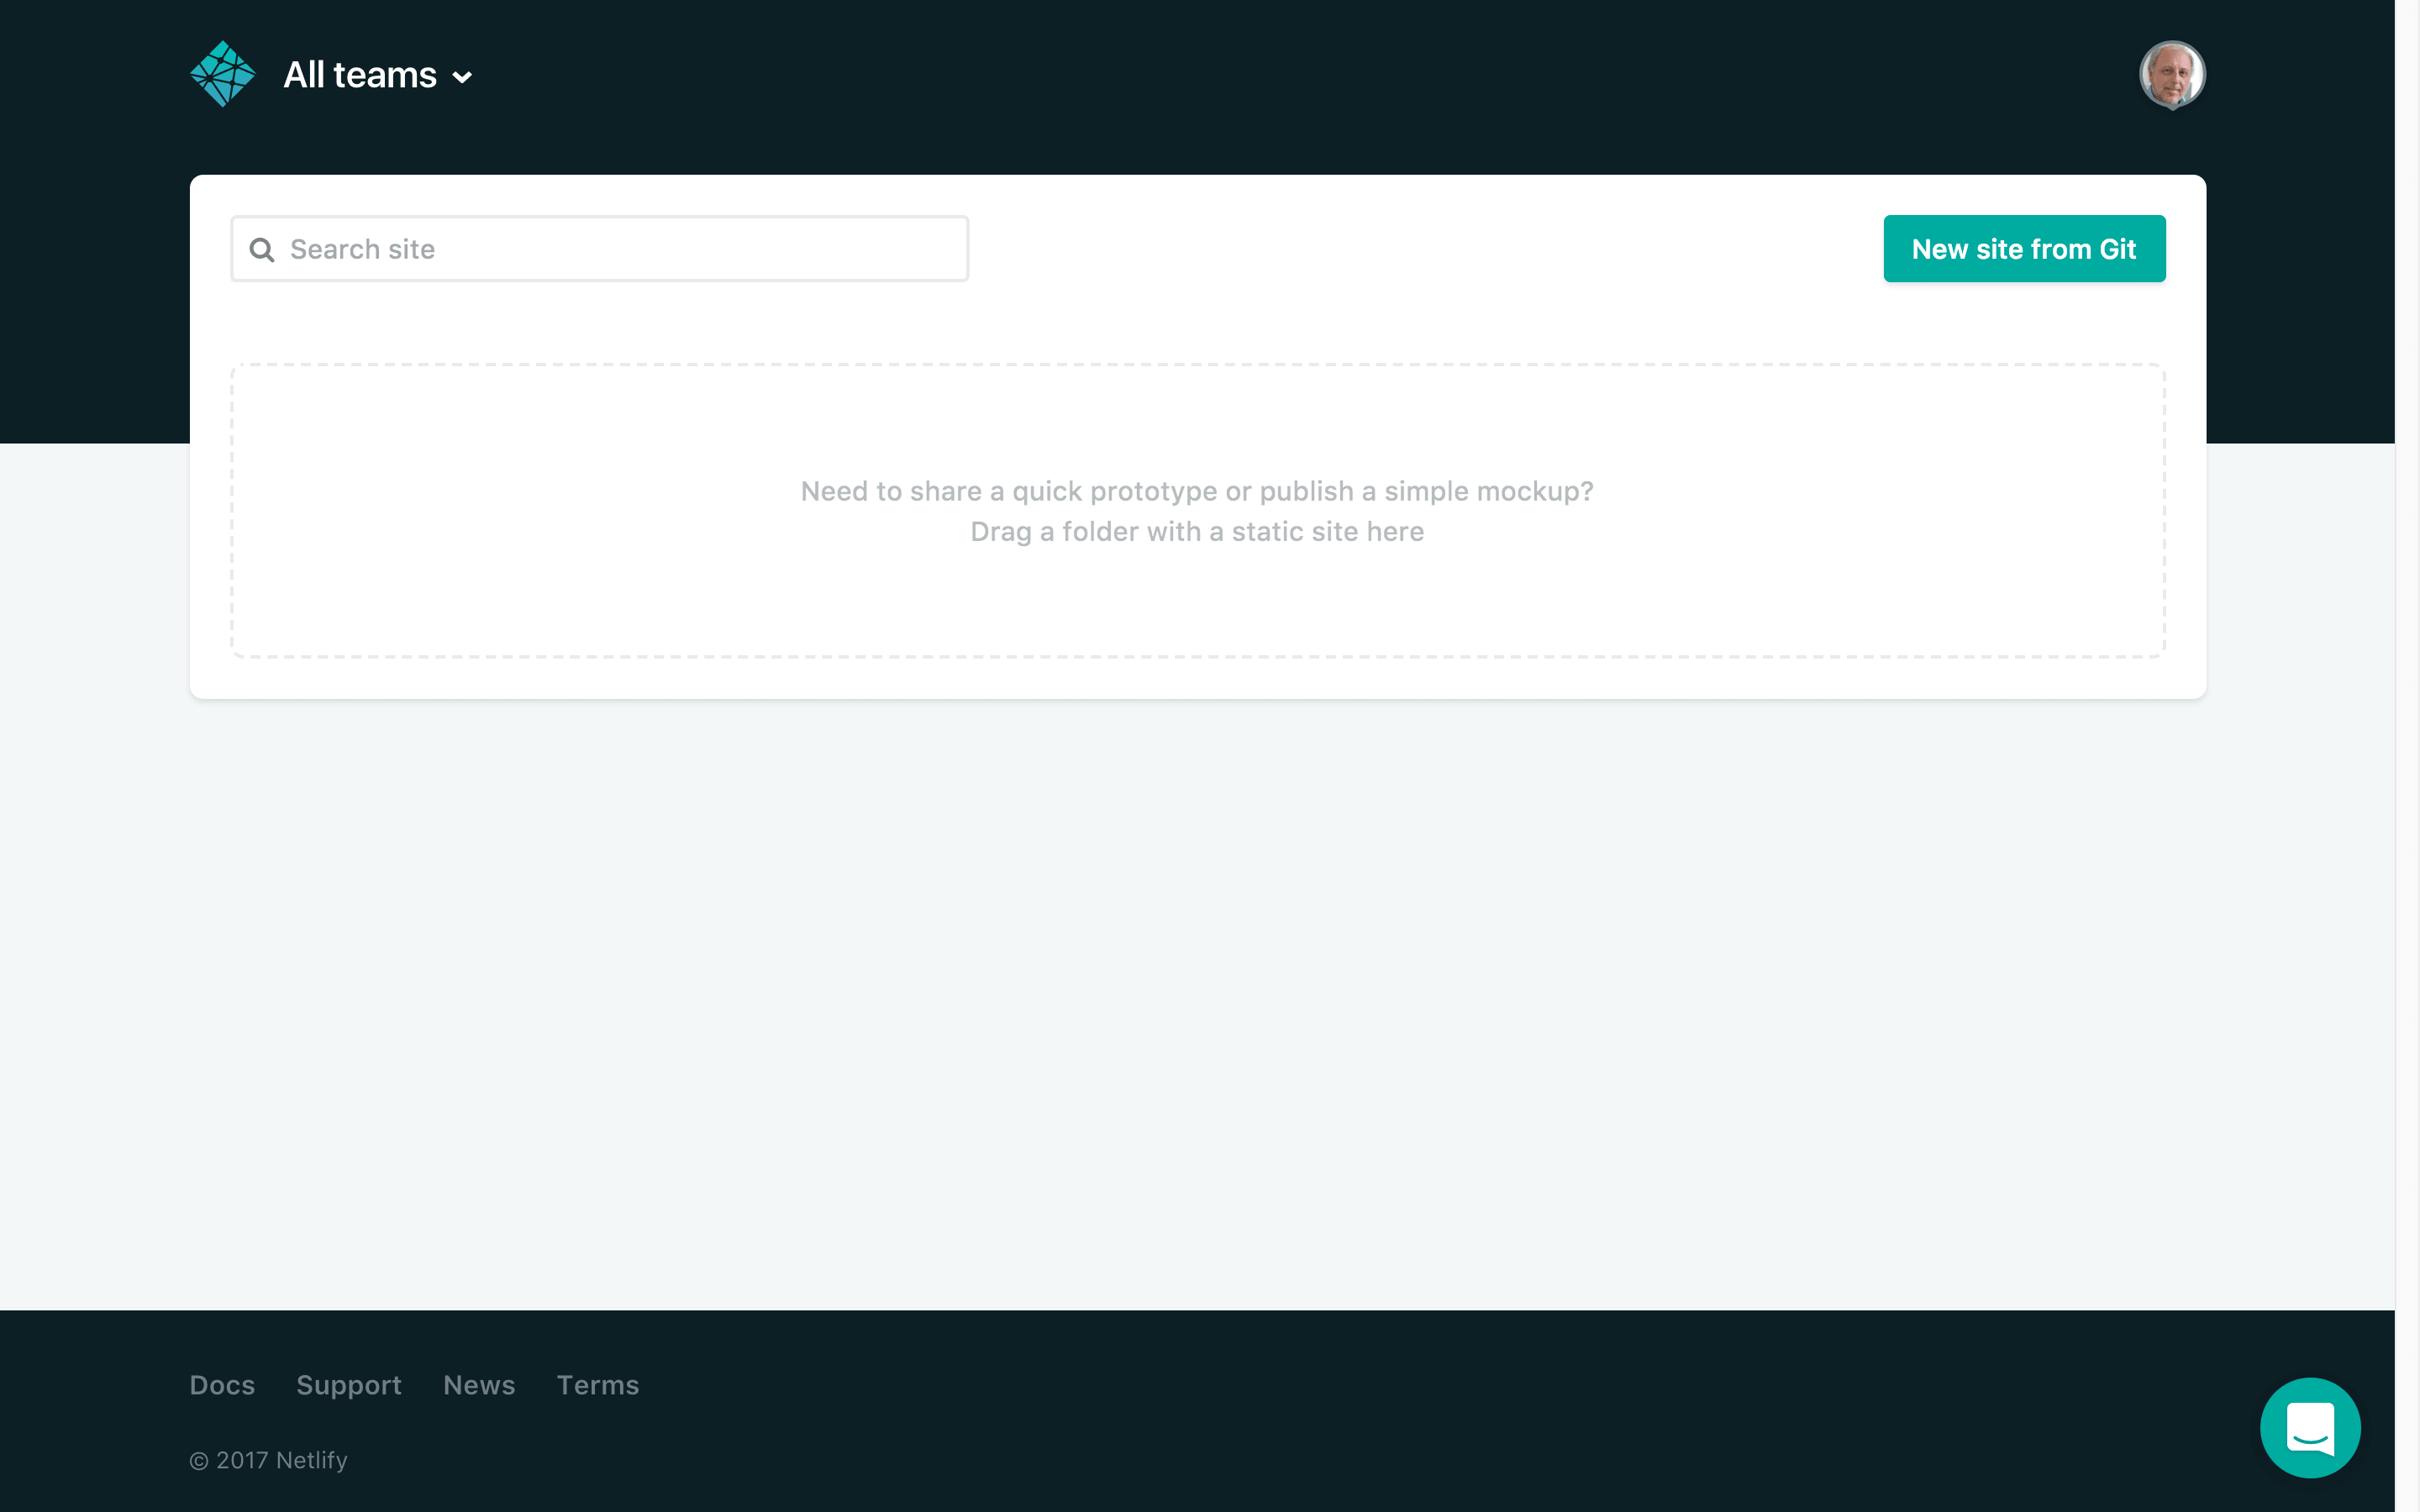 All teams
Search site
New site from Git
Need to share a quick prototype or publish a simple mockup?
Drag a folder with a static site here
Docs Support News Terms
© 2017 Netlify